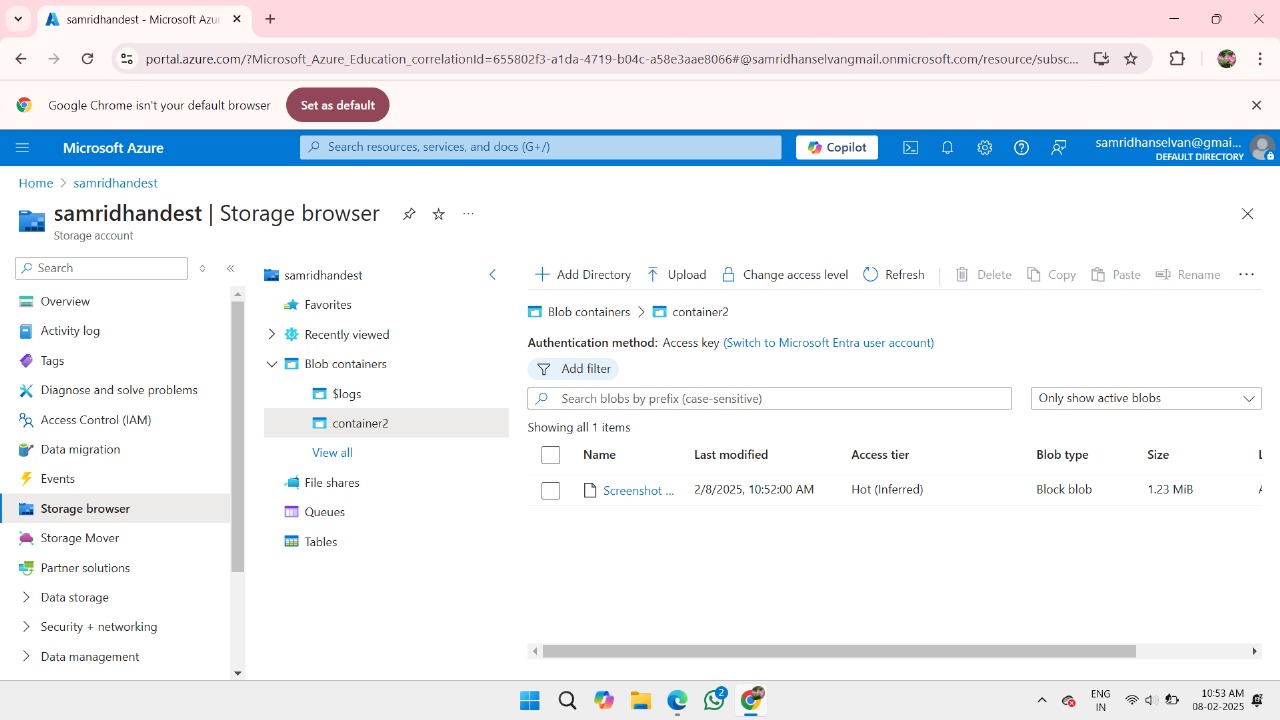 samridhandest - Microsoft Azu
portal.azure.com/?Microsoft_Azure_Education_correlationId=655892f3-a1da-4719-b04c-a58e3aae8066#@samridhanselvangmail.onmicrosoft.com/resource/subsc...
Google Chrome isn't your default browser
Set as default
Microsoft Azure
Search resources, services, and docs (G+/)
Copilot
samridhanselvan@gmai...
DEFAULT DIRECTORY
Home > samridhandest
samridhandest | Storage browser
Storage account
Search
Overview
Activity log
Tags
Diagnose and solve problems
Access Control (IAM)
Data migration
Events
Storage browser
Storage Mover
Partner solutions
Data storage
Security + networking
Data management
samridhandest
Favorites
Recently viewed
Blob containers
$logs
container2
View all
File shares
Queues
Tables
Add Directory Upload Change access level Refresh Delete Copy Paste Rename
Blob containers > container2
Authentication method: Access key (Switch to Microsoft Entra user account)
Add filter
Search blobs by prefix (case-sensitive)
Only show active blobs
Showing all 1 items
Name Last modified Access tier Blob type Size
Screenshot ... 2/8/2025, 10:52:00 AM Hot (Inferred) Block blob 1.23 MiB
2
ENG
IN
10:53 AM
08-02-2025